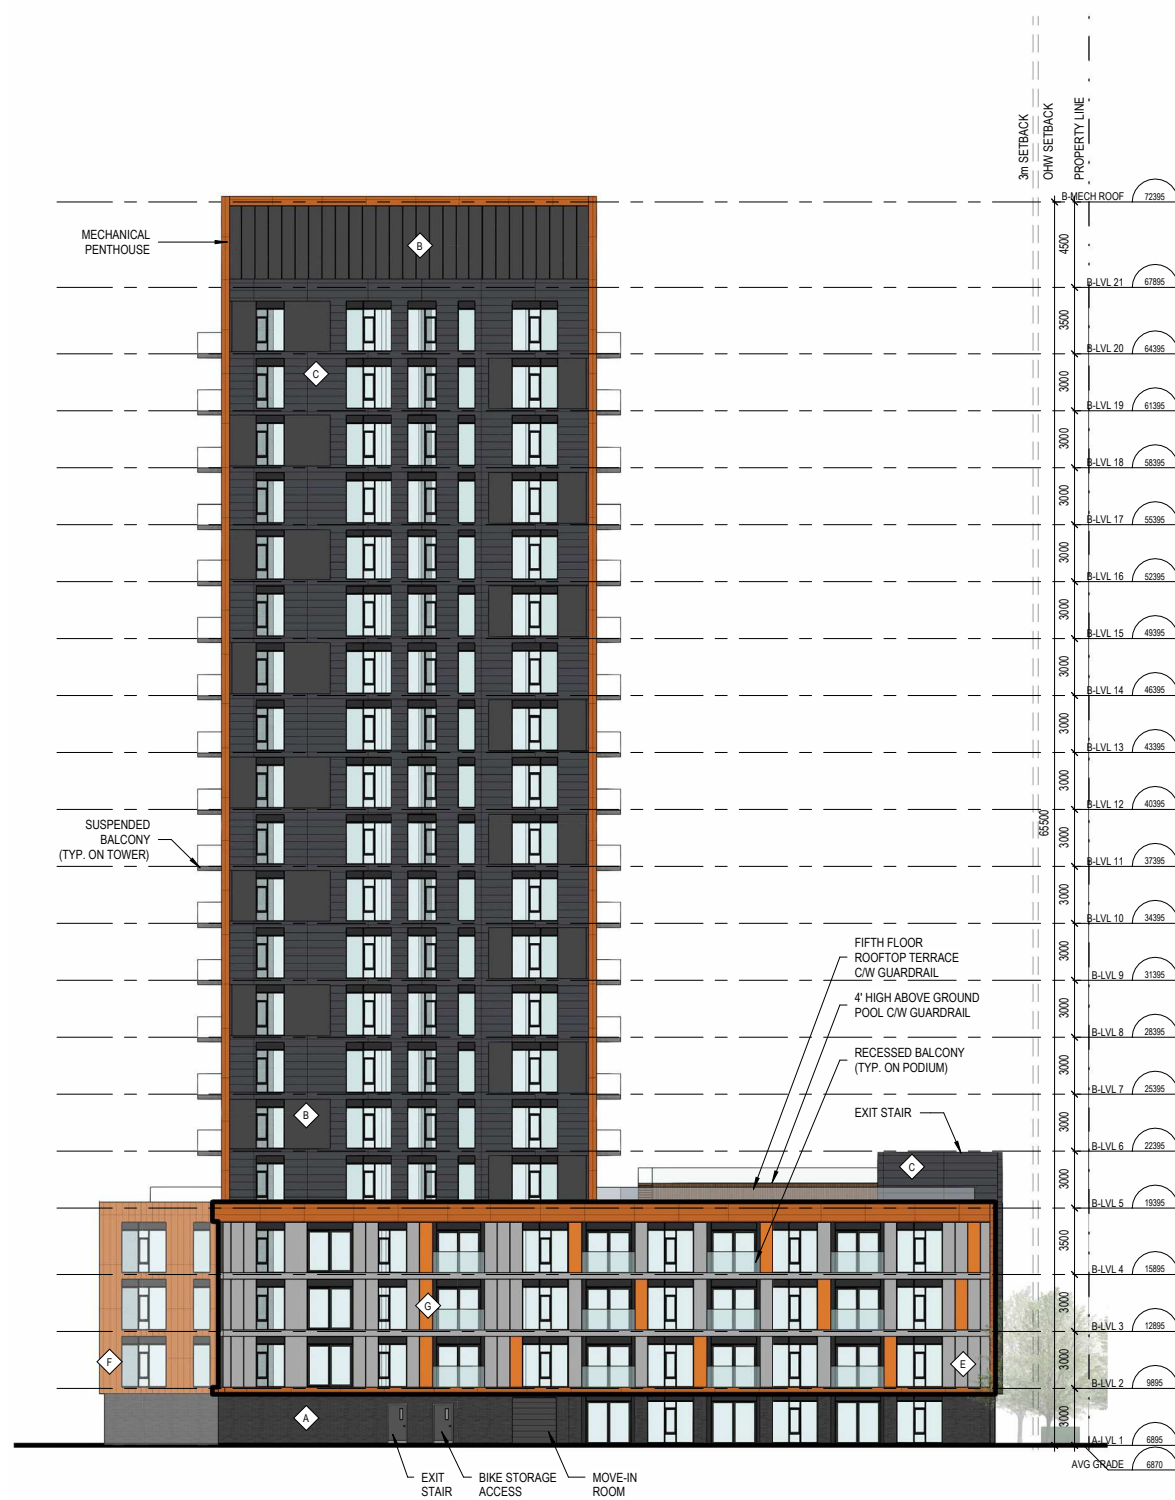 3m SETBACK
OHW SETBACK
PROPERTY LINE
B-MECH ROOF 72395
MECHANICAL
PENTHOUSE
B
4500
B-LVL 21 67895
3500
B-LVL 20 64395
C
3000
B-LVL 19 61395
3000
B-LVL 18 58395
3000
B-LVL 17 55395
3000
B-LVL 16 52395
3000
B-LVL 15 49395
3000
B-LVL 14 46395
3000
B-LVL 13 43395
3000
B-LVL 12 40395
65500
SUSPENDED
BALCONY
(TYP. ON TOWER)
3000
B-LVL 11 37395
3000
B-LVL 10 34395
FIFTH FLOOR
ROOFTOP TERRACE
C/W GUARDRAIL
3000
B-LVL 9 31395
4' HIGH ABOVE GROUND
POOL C/W GUARDRAIL
3000
B-LVL 8 28395
RECESSED BALCONY
(TYP. ON PODIUM)
3000
B-LVL 7 25395
EXIT STAIR
B
3000
B-LVL 6 22395
C
3000
B-LVL 5 19395
3500
B-LVL 4 15895
G
3000
B-LVL 3 12895
F
E
3000
B-LVL 2 9895
A
3000
A-LVL 1 6895
AVG GRADE 6870
EXIT
STAIR
BIKE STORAGE
ACCESS
MOVE-IN
ROOM